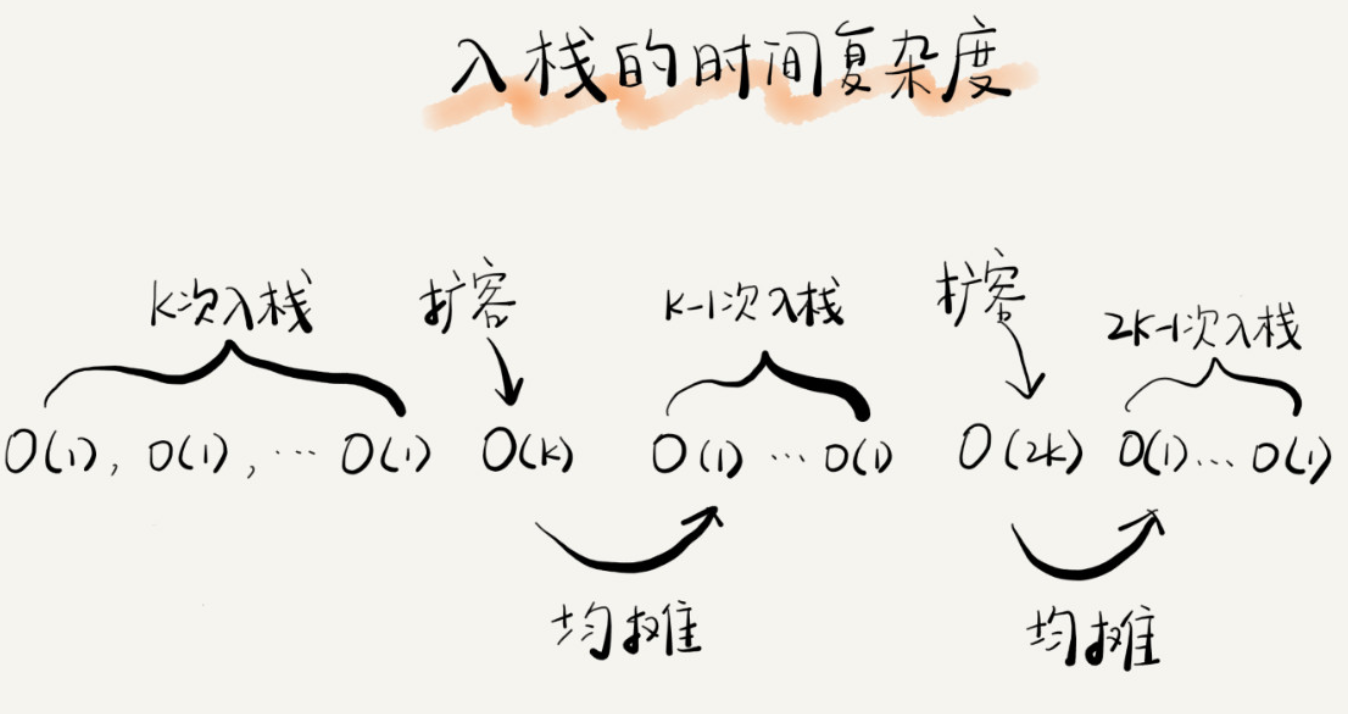 入栈的时间复杂度
K次入栈 扩容 K-1次入栈 扩容 2K-1次入栈
O(1), O(1), … O(1) O(K) O(1) … O(1) O(2K) O(1)… O(1)
均摊 均摊